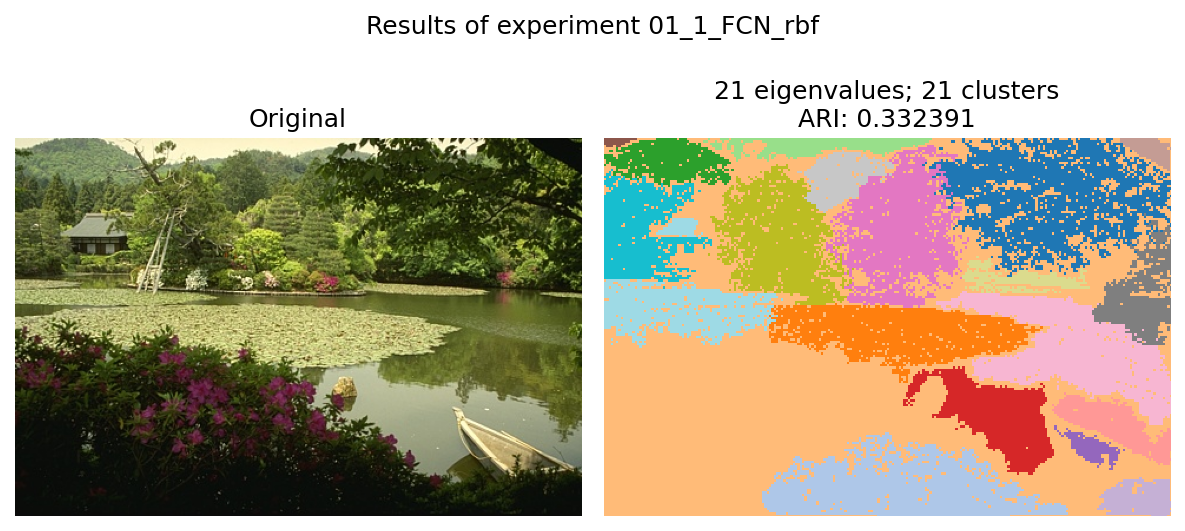 Results of experiment 01_1_FCN_rbf
Original
21 eigenvalues; 21 clusters
ARI: 0.332391